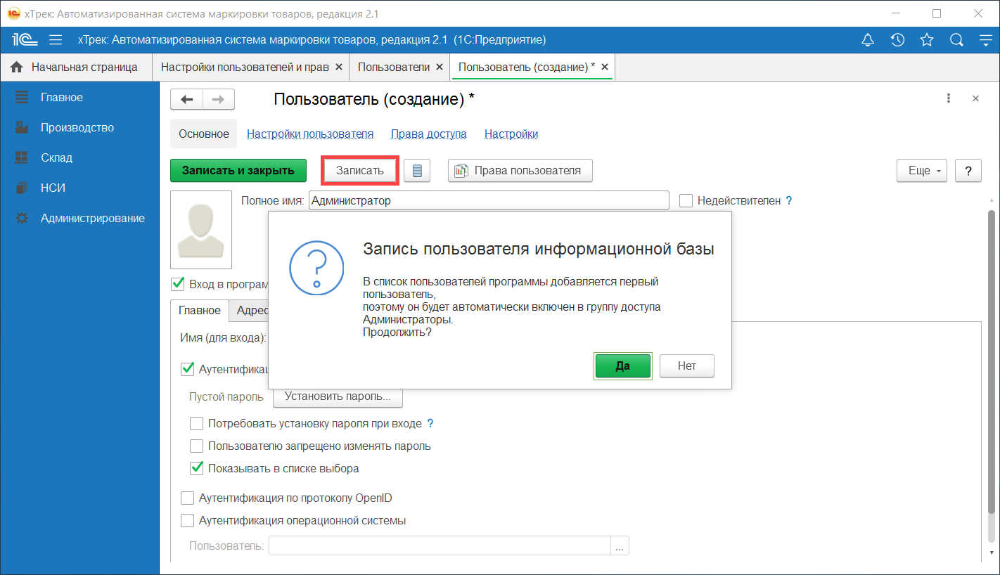 хТрек: Автоматизированная система маркировки товаров, редакция 2.1
1С хТрек: Автоматизированная система маркировки товаров, редакция 2.1 (1С:Предприятие)
Начальная страница Настройки пользователей и прав × Пользователи × Пользователь (создание) * ×
Главное
Производство
Склад
НСИ
Администрирование
Пользователь (создание) *
Основное Настройки пользователя Права доступа Настройки
Записать и закрыть Записать Права пользователя Еще ?
Полное имя: Администратор Недействителен ?
Запись пользователя информационной базы
В список пользователей программы добавляется первый
пользователь,
поэтому он будет автоматически включен в группу доступа
Администраторы.
Продолжить?
Да Нет
Вход в програм
Главное Адрес
Имя (для входа):
Аутентификац
Пустой пароль Установить пароль...
Потребовать установку пароля при входе ?
Пользователю запрещено изменять пароль
Показывать в списке выбора
Аутентификация по протоколу OpenID
Аутентификация операционной системы
Пользователь: ...